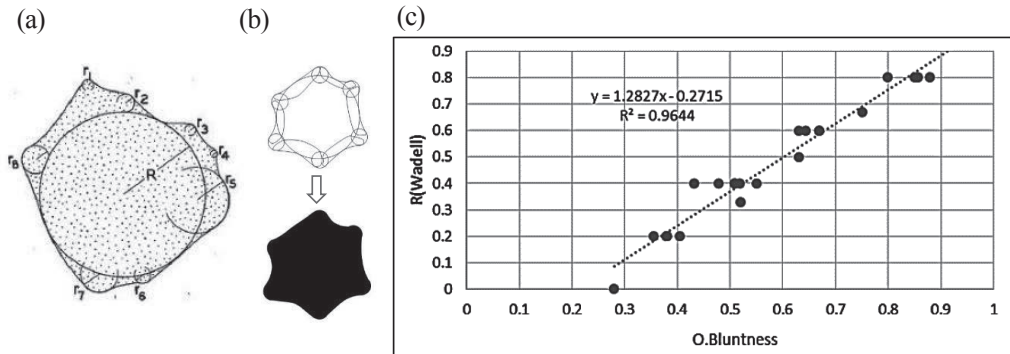 (a)
(b)
(c)
r1
r2
r3
r4
r5
r6
r7
r8
R
0.9
0.8
0.7
0.6
0.5
0.4
0.3
0.2
0.1
0
R(Wadell)
y = 1.2827x - 0.2715
R² = 0.9644
0 0.1 0.2 0.3 0.4 0.5 0.6 0.7 0.8 0.9 1
O.Bluntness